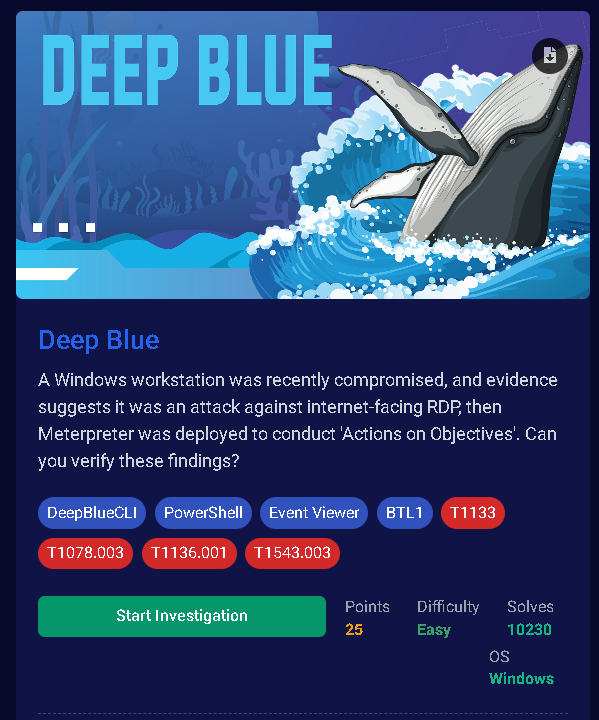 DEEP BLUE
Deep Blue
A Windows workstation was recently compromised, and evidence
suggests it was an attack against internet-facing RDP, then
Meterpreter was deployed to conduct 'Actions on Objectives'. Can
you verify these findings?
DeepBlueCLI PowerShell Event Viewer BTL1 T1133
T1078.003 T1136.001 T1543.003
Start Investigation
Points Difficulty Solves
25 Easy 10230
OS
Windows